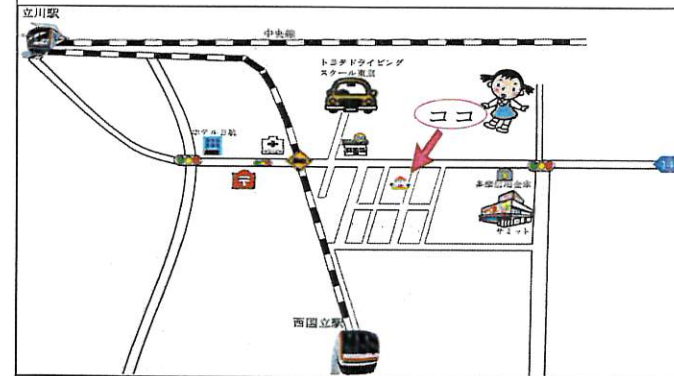 立川駅
中央線
トヨタドライビング
スクール東京
ココ
ホテル日航
多摩信用金庫
サミット
西国立駅